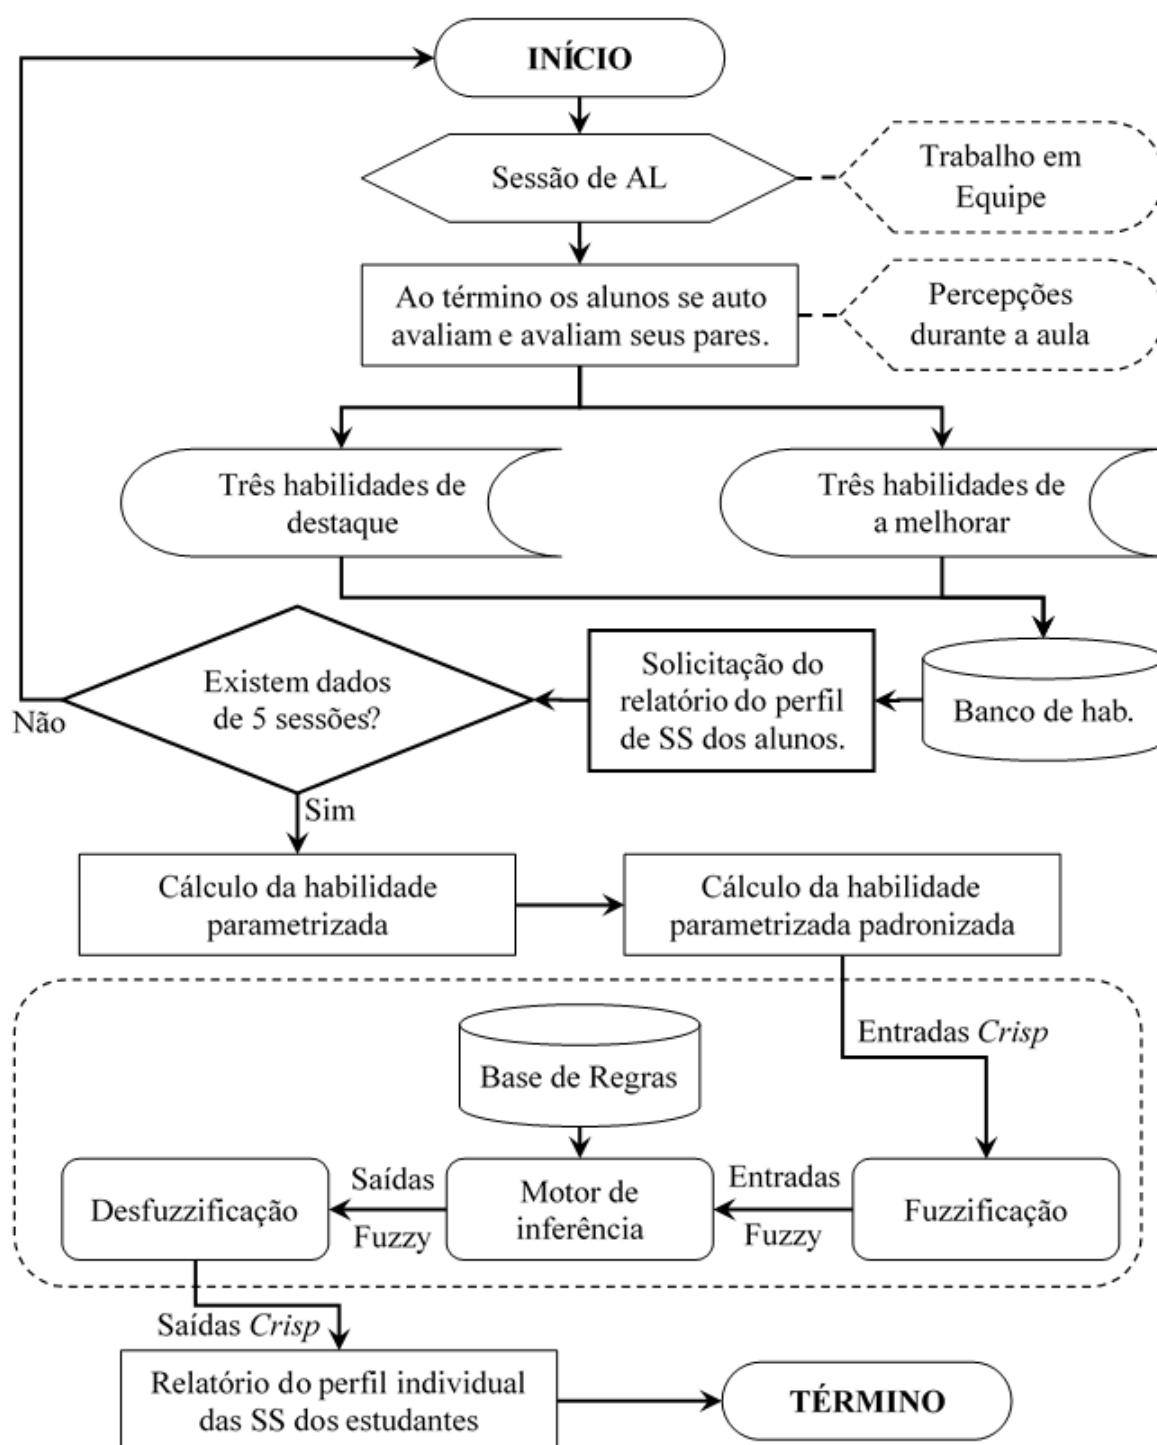 INÍCIO
Sessão de AL
Trabalho em
Equipe
Ao término os alunos se auto
avaliam e avaliam seus pares.
Percepções
durante a aula
Três habilidades de
destaque
Três habilidades de
a melhorar
Existem dados
de 5 sessões?
Solicitação do
relatório do perfil
de SS dos alunos.
Banco de hab.
Não
Sim
Cálculo da habilidade
parametrizada
Cálculo da habilidade
parametrizada padronizada
Entradas Crisp
Base de Regras
Desfuzzificação
Saídas
Fuzzy
Motor de
inferência
Entradas
Fuzzy
Fuzzificação
Saídas Crisp
Relatório do perfil individual
das SS dos estudantes
TÉRMINO